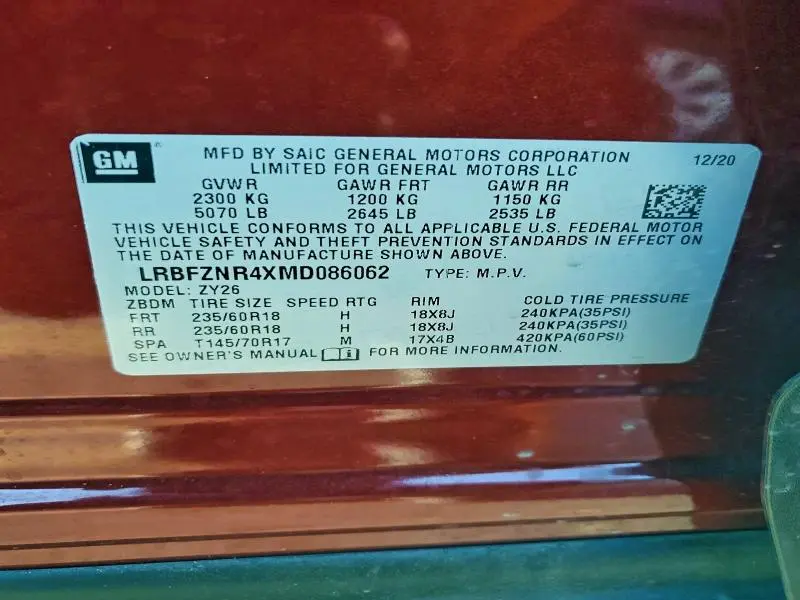 GM ® MFD BY SAIC GENERAL MOTORS CORPORATION 12/20
LIMITED FOR GENERAL MOTORS LLC
GVWR GAWR FRT GAWR RR
2300 KG 1200 KG 1150 KG
5070 LB 2645 LB 2535 LB
THIS VEHICLE CONFORMS TO ALL APPLICABLE U.S. FEDERAL MOTOR
VEHICLE SAFETY AND THEFT PREVENTION STANDARDS IN EFFECT ON
THE DATE OF MANUFACTURE SHOWN ABOVE.
LRBFZNR4XMD086062 TYPE: M.P.V.
MODEL: ZY26
ZBDM TIRE SIZE SPEED RTG RIM COLD TIRE PRESSURE
FRT 235/60R18 H 18X8J 240KPA(35PSI)
RR 235/60R18 H 18X8J 240KPA(35PSI)
SPA T145/70R17 M 17X4B 420KPA(60PSI)
SEE OWNER'S MANUAL FOR MORE INFORMATION.